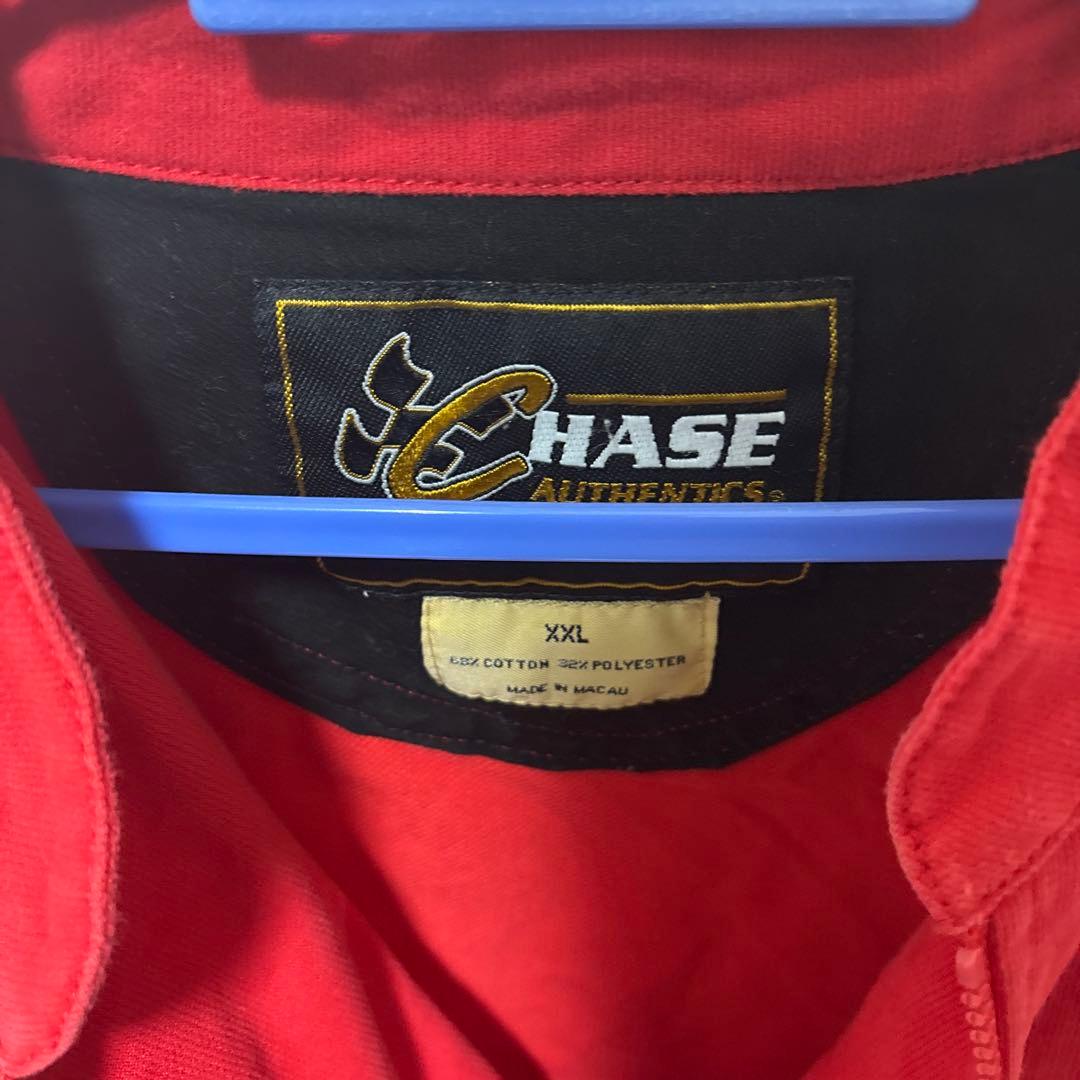 CHASE
AUTHENTICS®
XXL
68% COTTON 32% POLYESTER
MADE IN MACAU